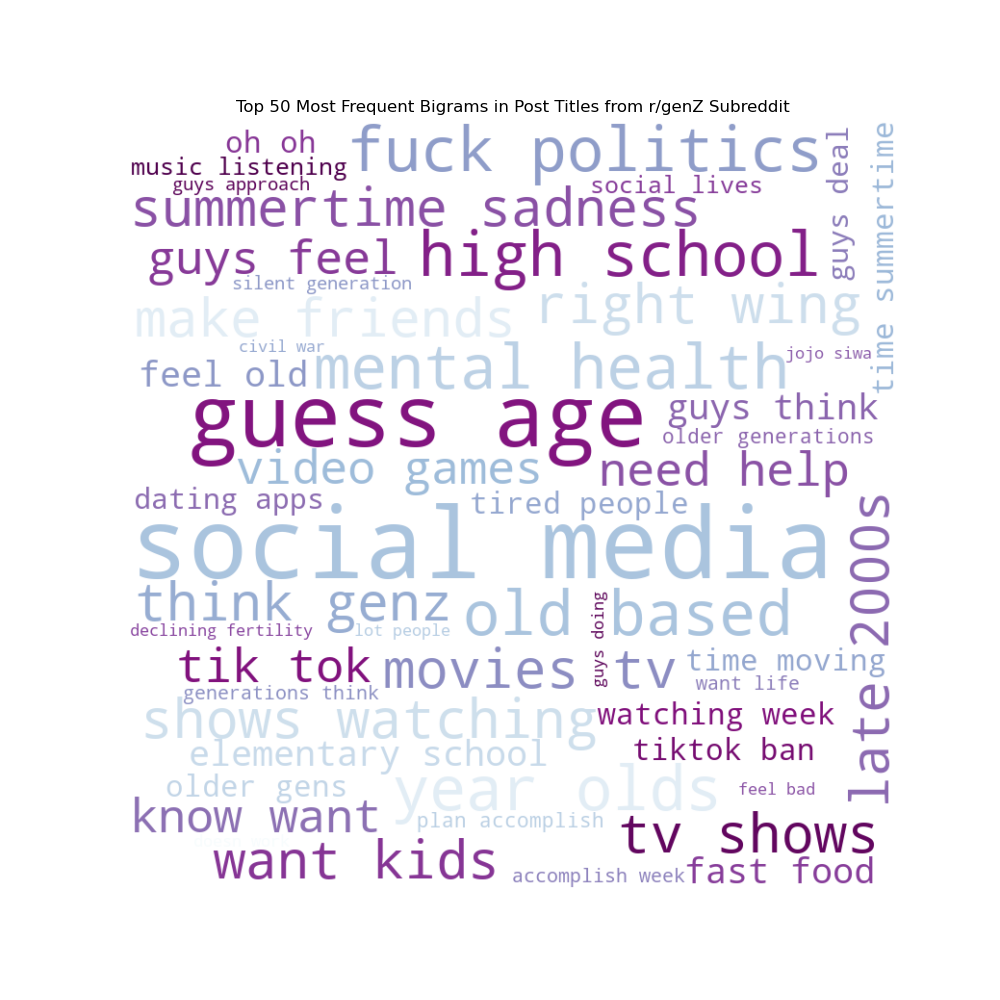 Top 50 Most Frequent Bigrams in Post Titles from r/genZ Subreddit
oh oh
fuck politics
guys deal
time summertime
music listening
guys approach
social lives
summertime sadness
guys feel
high school
silent generation
make friends
right wing
civil war
mental health
jojo siwa
feel old
guess age
guys think
older generations
video games
need help
dating apps
tired people
late 2000s
social media
think genz
old based
guys doing
declining fertility
lot people
tik tok
movies tv
time moving
want life
generations think
shows watching
watching week
elementary school
tiktok ban
older gens
year olds
feel bad
know want
plan accomplish
tv shows
want kids
accomplish week
fast food